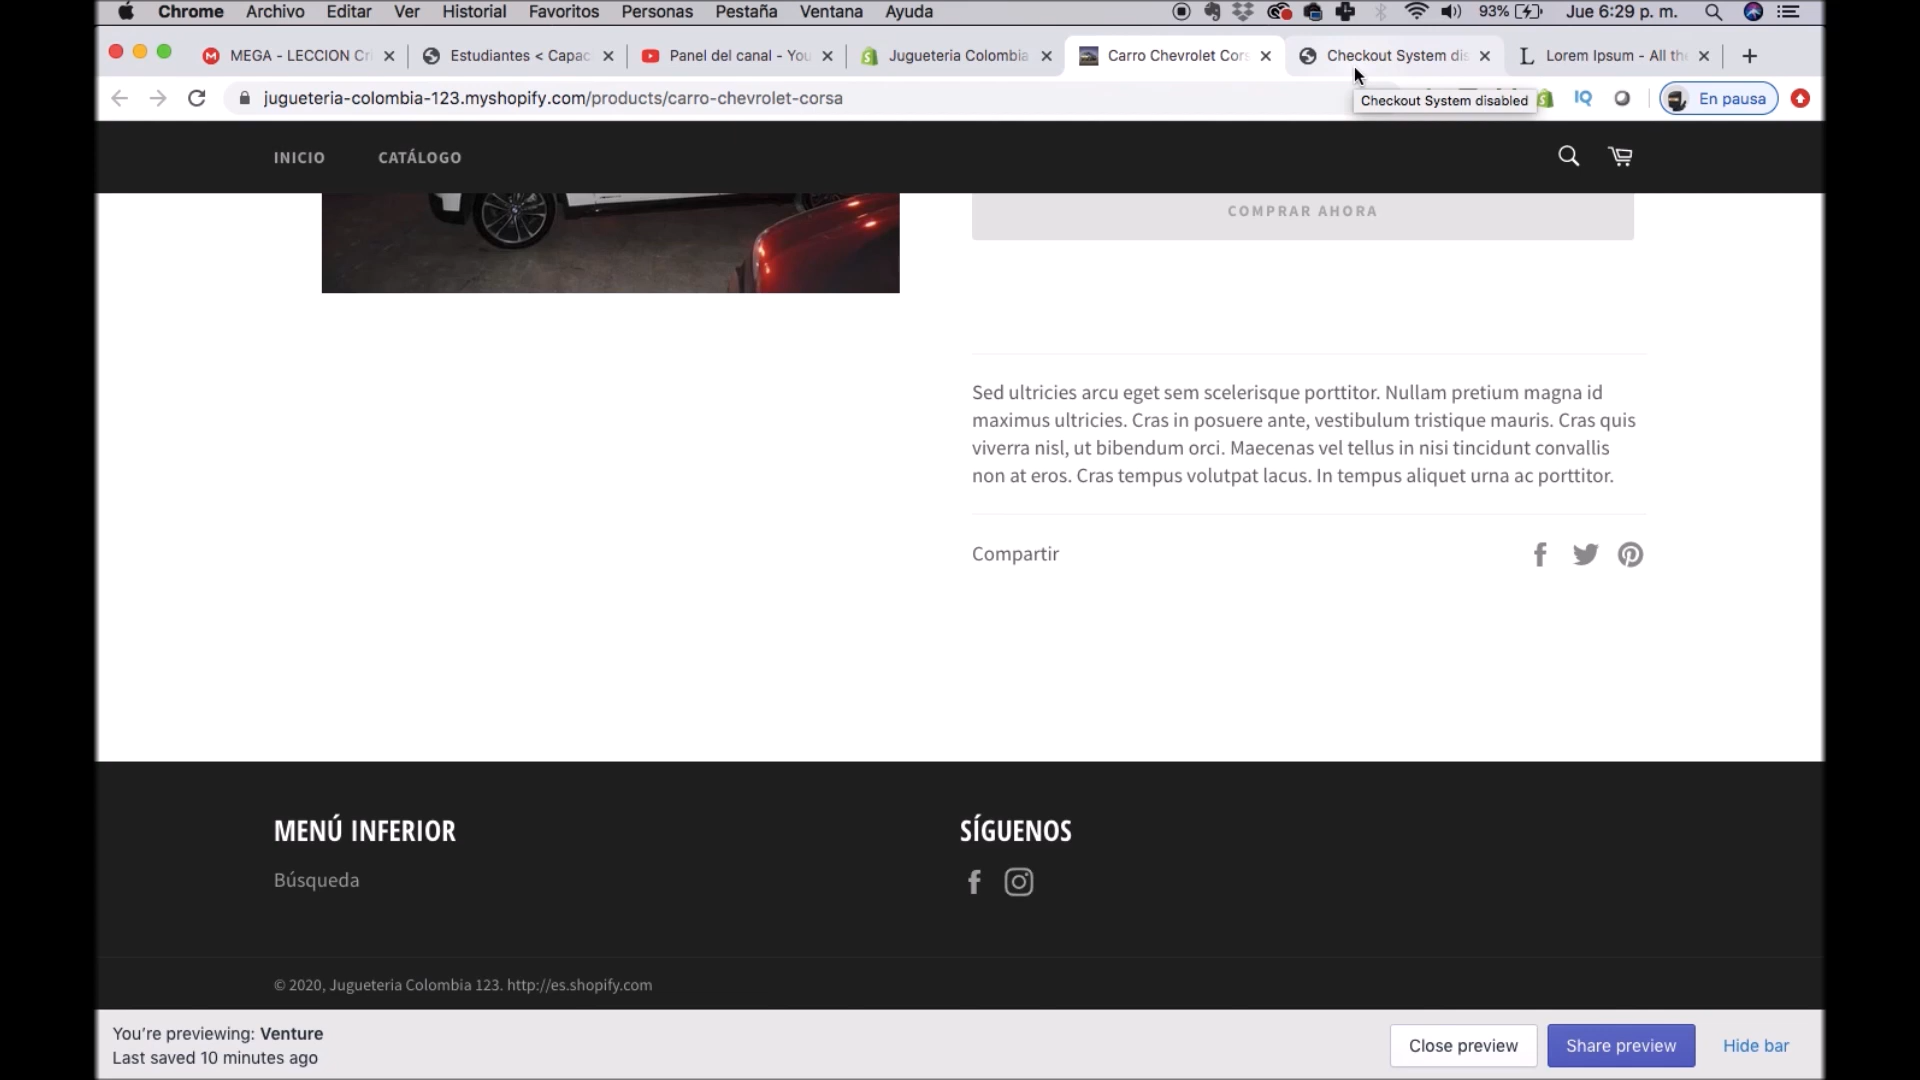 Chrome Archivo Editar Ver Historial Favoritos Personas Pestaña Ventana Ayuda 93% Jue 6:29 p. m.
MEGA - LECCION Cr Estudiantes < Capac Panel del canal - You Jugueteria Colombia Carro Chevrolet Cors Checkout System dis Lorem Ipsum - All th
jugueteria-colombia-123.myshopify.com/products/carro-chevrolet-corsa IQ En pausa
Checkout System disabled
INICIO CATÁLOGO
COMPRAR AHORA
Sed ultricies arcu eget sem scelerisque porttitor. Nullam pretium magna id
maximus ultricies. Cras in posuere ante, vestibulum tristique mauris. Cras quis
viverra nisl, ut bibendum orci. Maecenas vel tellus in nisi tincidunt convallis
non at eros. Cras tempus volutpat lacus. In tempus aliquet urna ac porttitor.
Compartir
MENÚ INFERIOR
Búsqueda
SÍGUENOS
© 2020, Jugueteria Colombia 123. http://es.shopify.com
You're previewing: Venture
Last saved 10 minutes ago
Close preview Share preview Hide bar